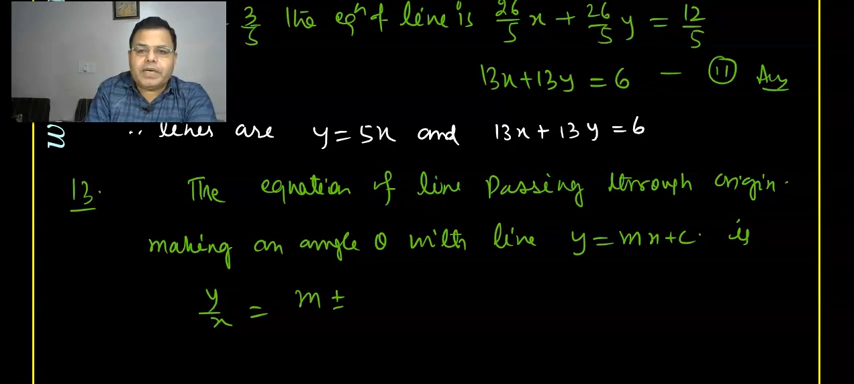 3/5 the eqn of line is 26/5 x + 26/5 y = 12/5
13x+13y = 6 — (11) Ans
∴ lines are y = 5x and 13x + 13y = 6
13. The equation of line passing through origin.
making an angle θ with line y = mx+c. is
y/x = m ±